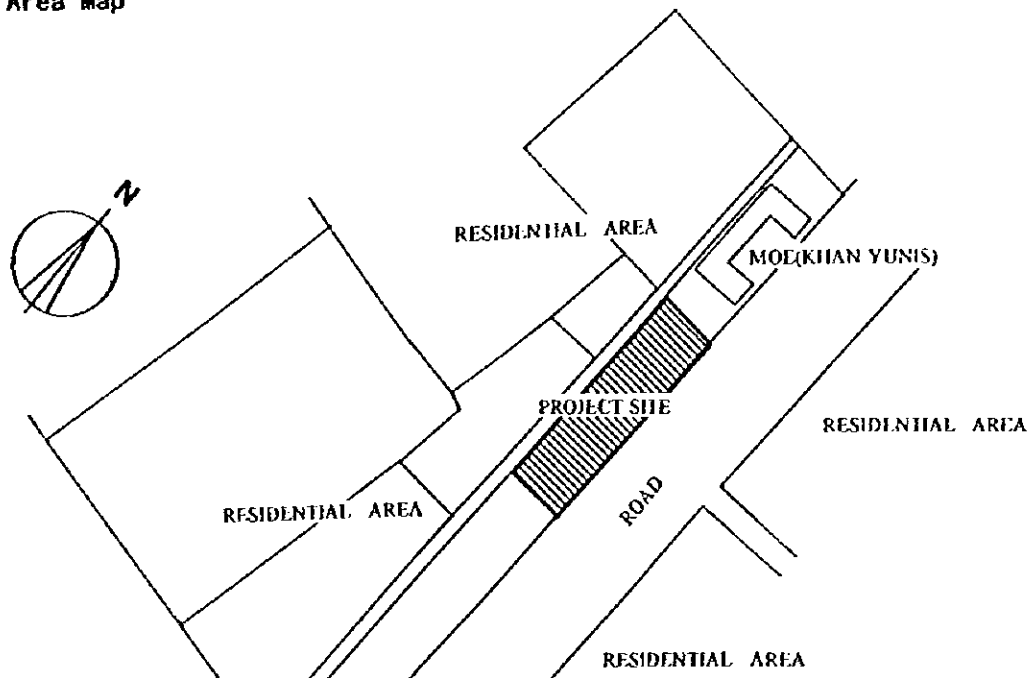 Area Map
N
RESIDENTIAL AREA
MOE(KHAN YUNIS)
PROJECT SITE
RESIDENTIAL AREA
RESIDENTIAL AREA
ROAD
RESIDENTIAL AREA